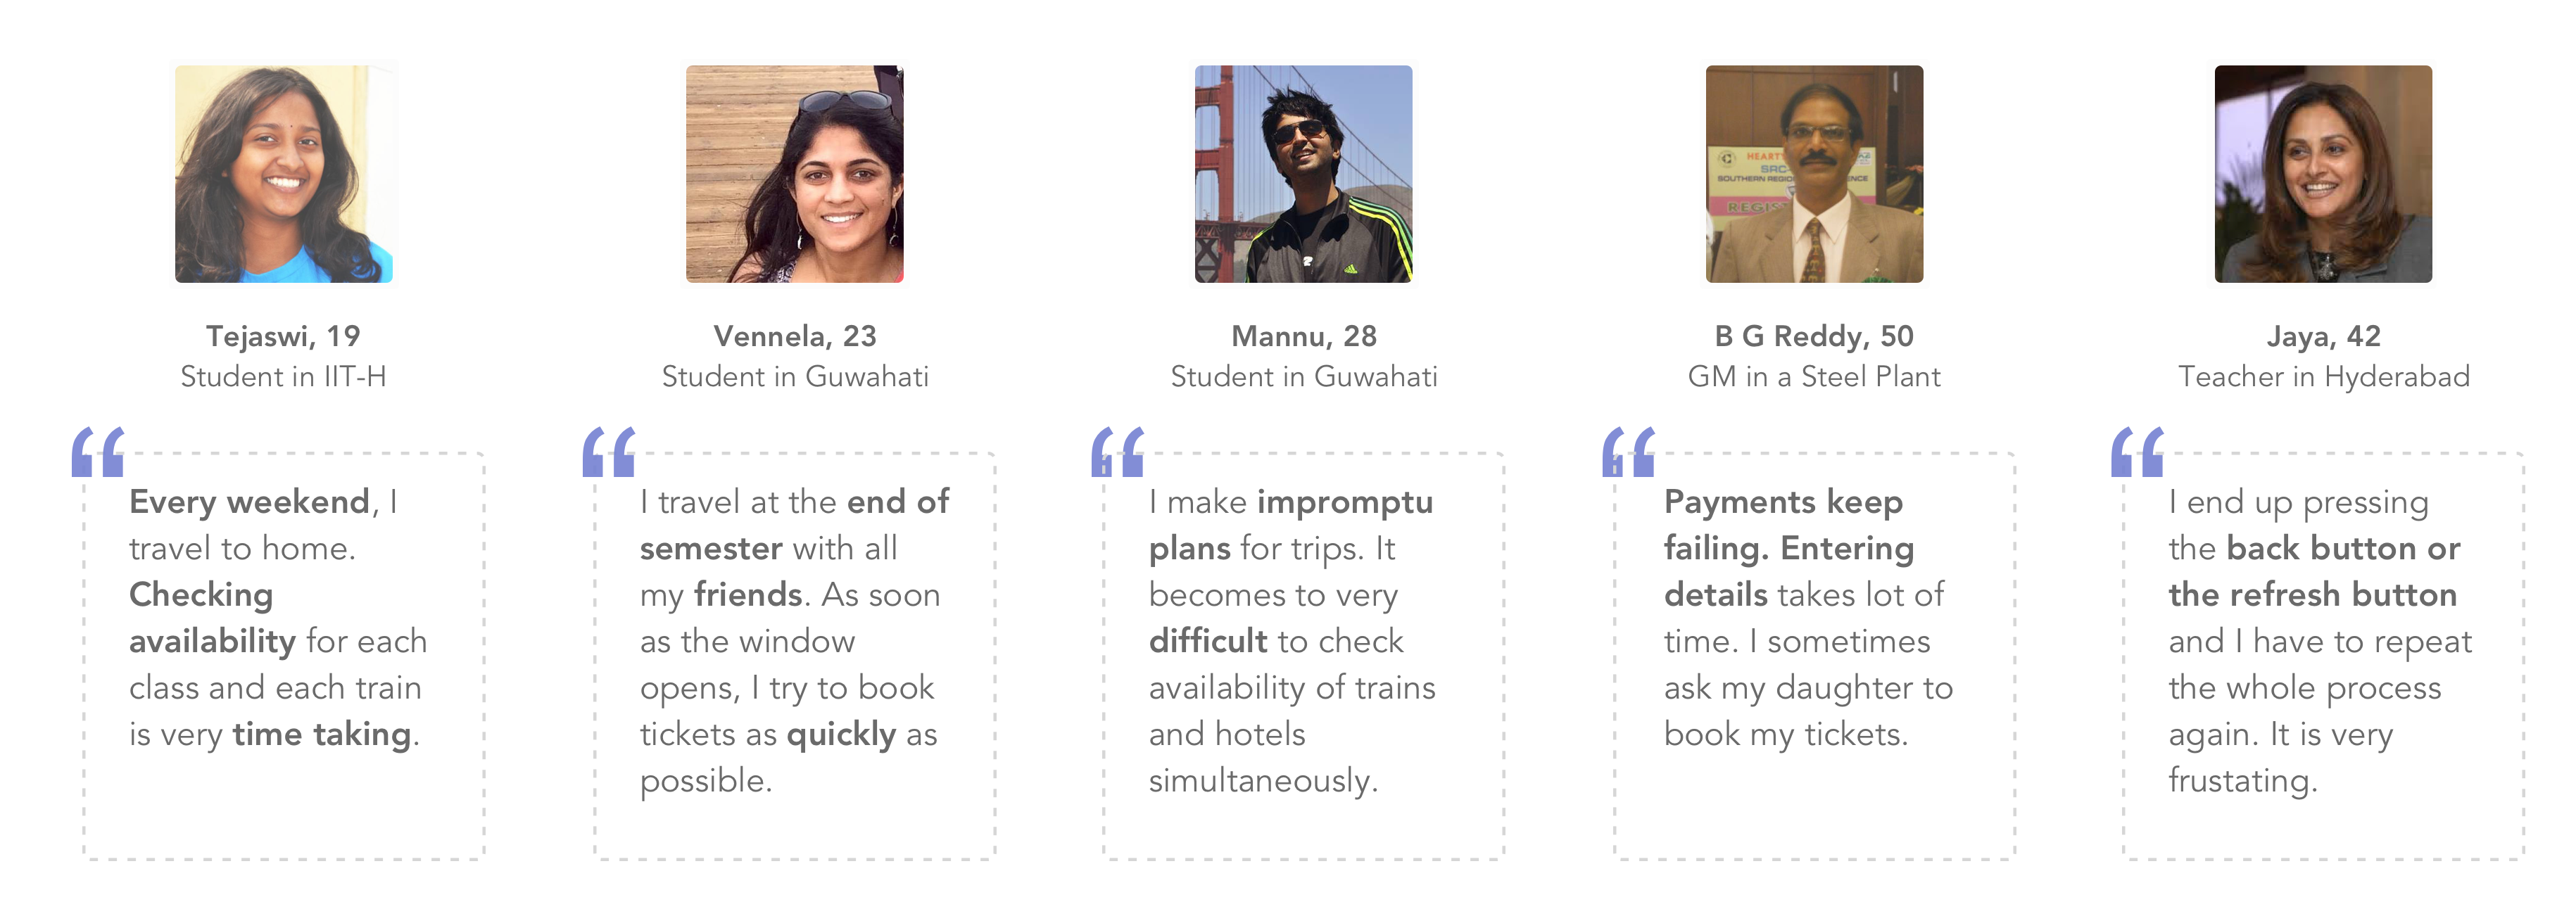 Tejaswi, 19
Student in IIT-H
“
Every weekend, I
travel to home.
Checking
availability for each
class and each train
is very time taking.
Vennela, 23
Student in Guwahati
“
I travel at the end of
semester with all
my friends. As soon
as the window
opens, I try to book
tickets as quickly as
possible.
Mannu, 28
Student in Guwahati
“
I make impromptu
plans for trips. It
becomes to very
difficult to check
availability of trains
and hotels
simultaneously.
HEART
SRC-
SOUTHERN REGIO ENCE
REGIS
B G Reddy, 50
GM in a Steel Plant
“
Payments keep
failing. Entering
details takes lot of
time. I sometimes
ask my daughter to
book my tickets.
Jaya, 42
Teacher in Hyderabad
“
I end up pressing
the back button or
the refresh button
and I have to repeat
the whole process
again. It is very
frustating.